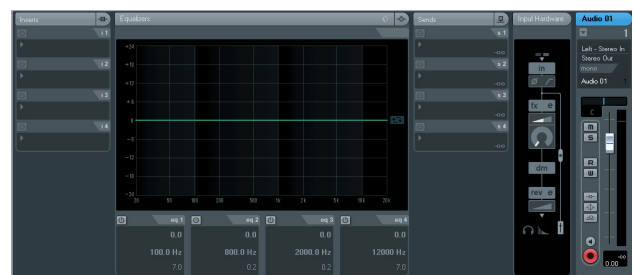 Inserts
i 1
i 2
i 3
i 4
Equalizers
+24
+18
+12
+6
0
-6
-12
-18
-24
20 50 100 200 500 1k 2k 5k 10k 20k
eq 1 eq 2 eq 3 eq 4
0.0 0.0 0.0 0.0
100.0 Hz 800.0 Hz 2000.0 Hz 12000 Hz
7.0 0.2 0.2 7.0
Sends
s 1
-oo
s 2
-oo
s 3
-oo
s 4
-oo
Input Hardware
in
fx e
drn
rev e
Audio 01
1
Left - Stereo In
Stereo Out
mono
Audio 01 1
C
M
S
R
W
-oo
0.00